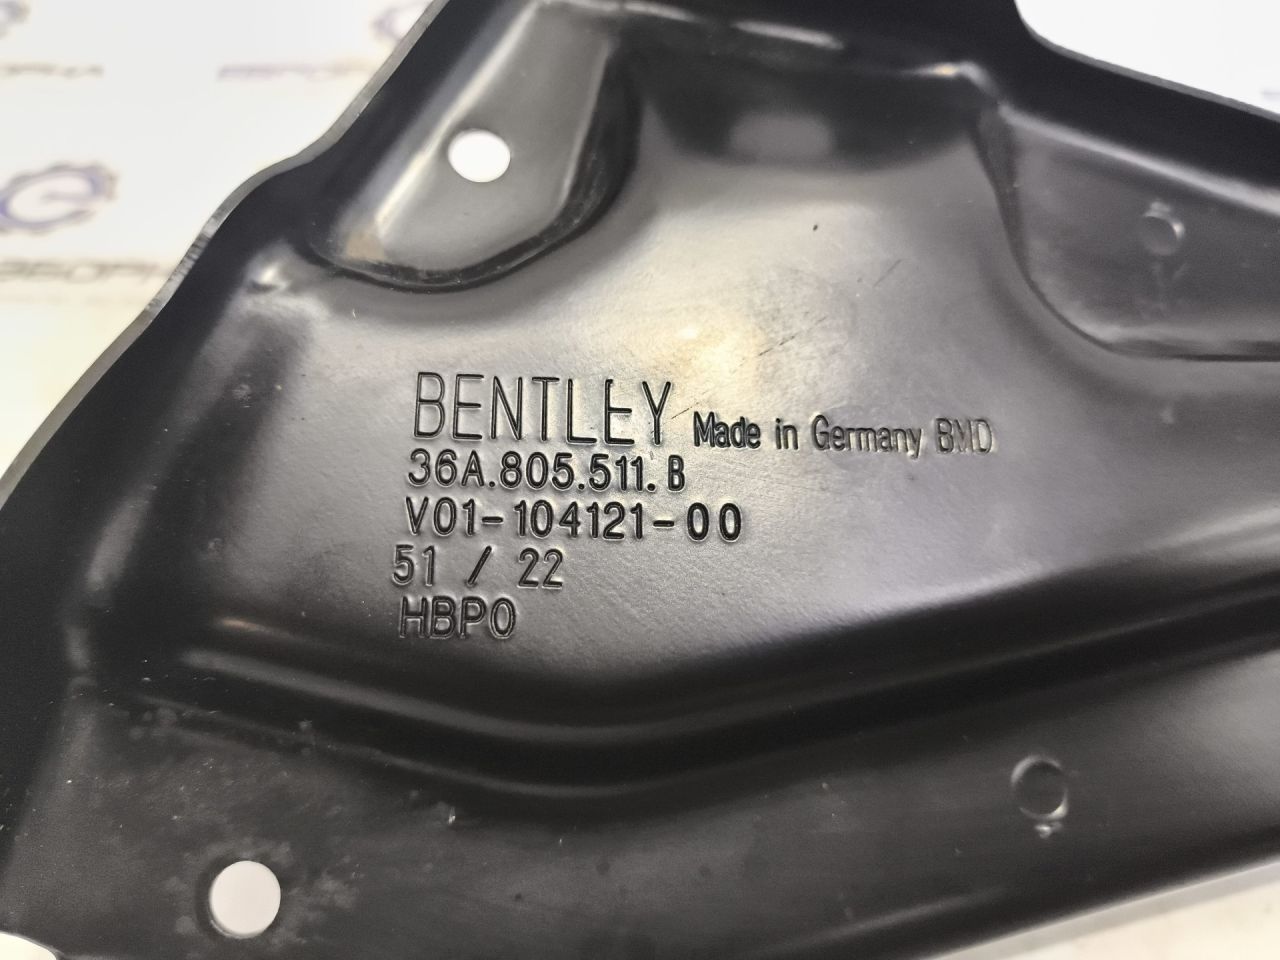 BENTLEY Made in Germany BMD
36A.805.511.B
V01-104121-00
51 / 22
HBPO